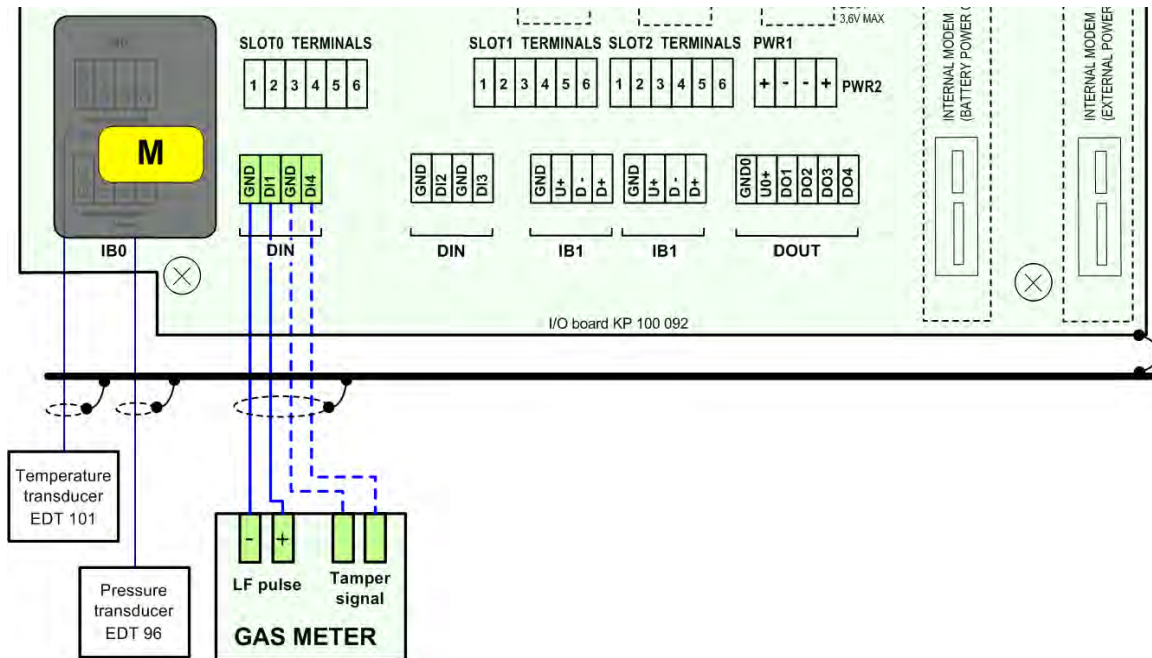 3,6V MAX
SLOT0 TERMINALS
SLOT1 TERMINALS
SLOT2 TERMINALS
PWR1
1 2 3 4 5 6
1 2 3 4 5 6
1 2 3 4 5 6
+ - - +
PWR2
INTERNAL MODEM
(BATTERY POWER
INTERNAL MODEM
(EXTERNAL POWER
M
GND DI1 GND DI4
GND DI2 GND DI3
GND U+ D - D+
GND U+ D - D+
GND0 U0+ DO1 DO2 DO3 DO4
IB0
DIN
DIN
IB1
IB1
DOUT
I/O board KP 100 092
Temperature
transducer
EDT 101
Pressure
transducer
EDT 96
- +
LF pulse
Tamper
signal
GAS METER